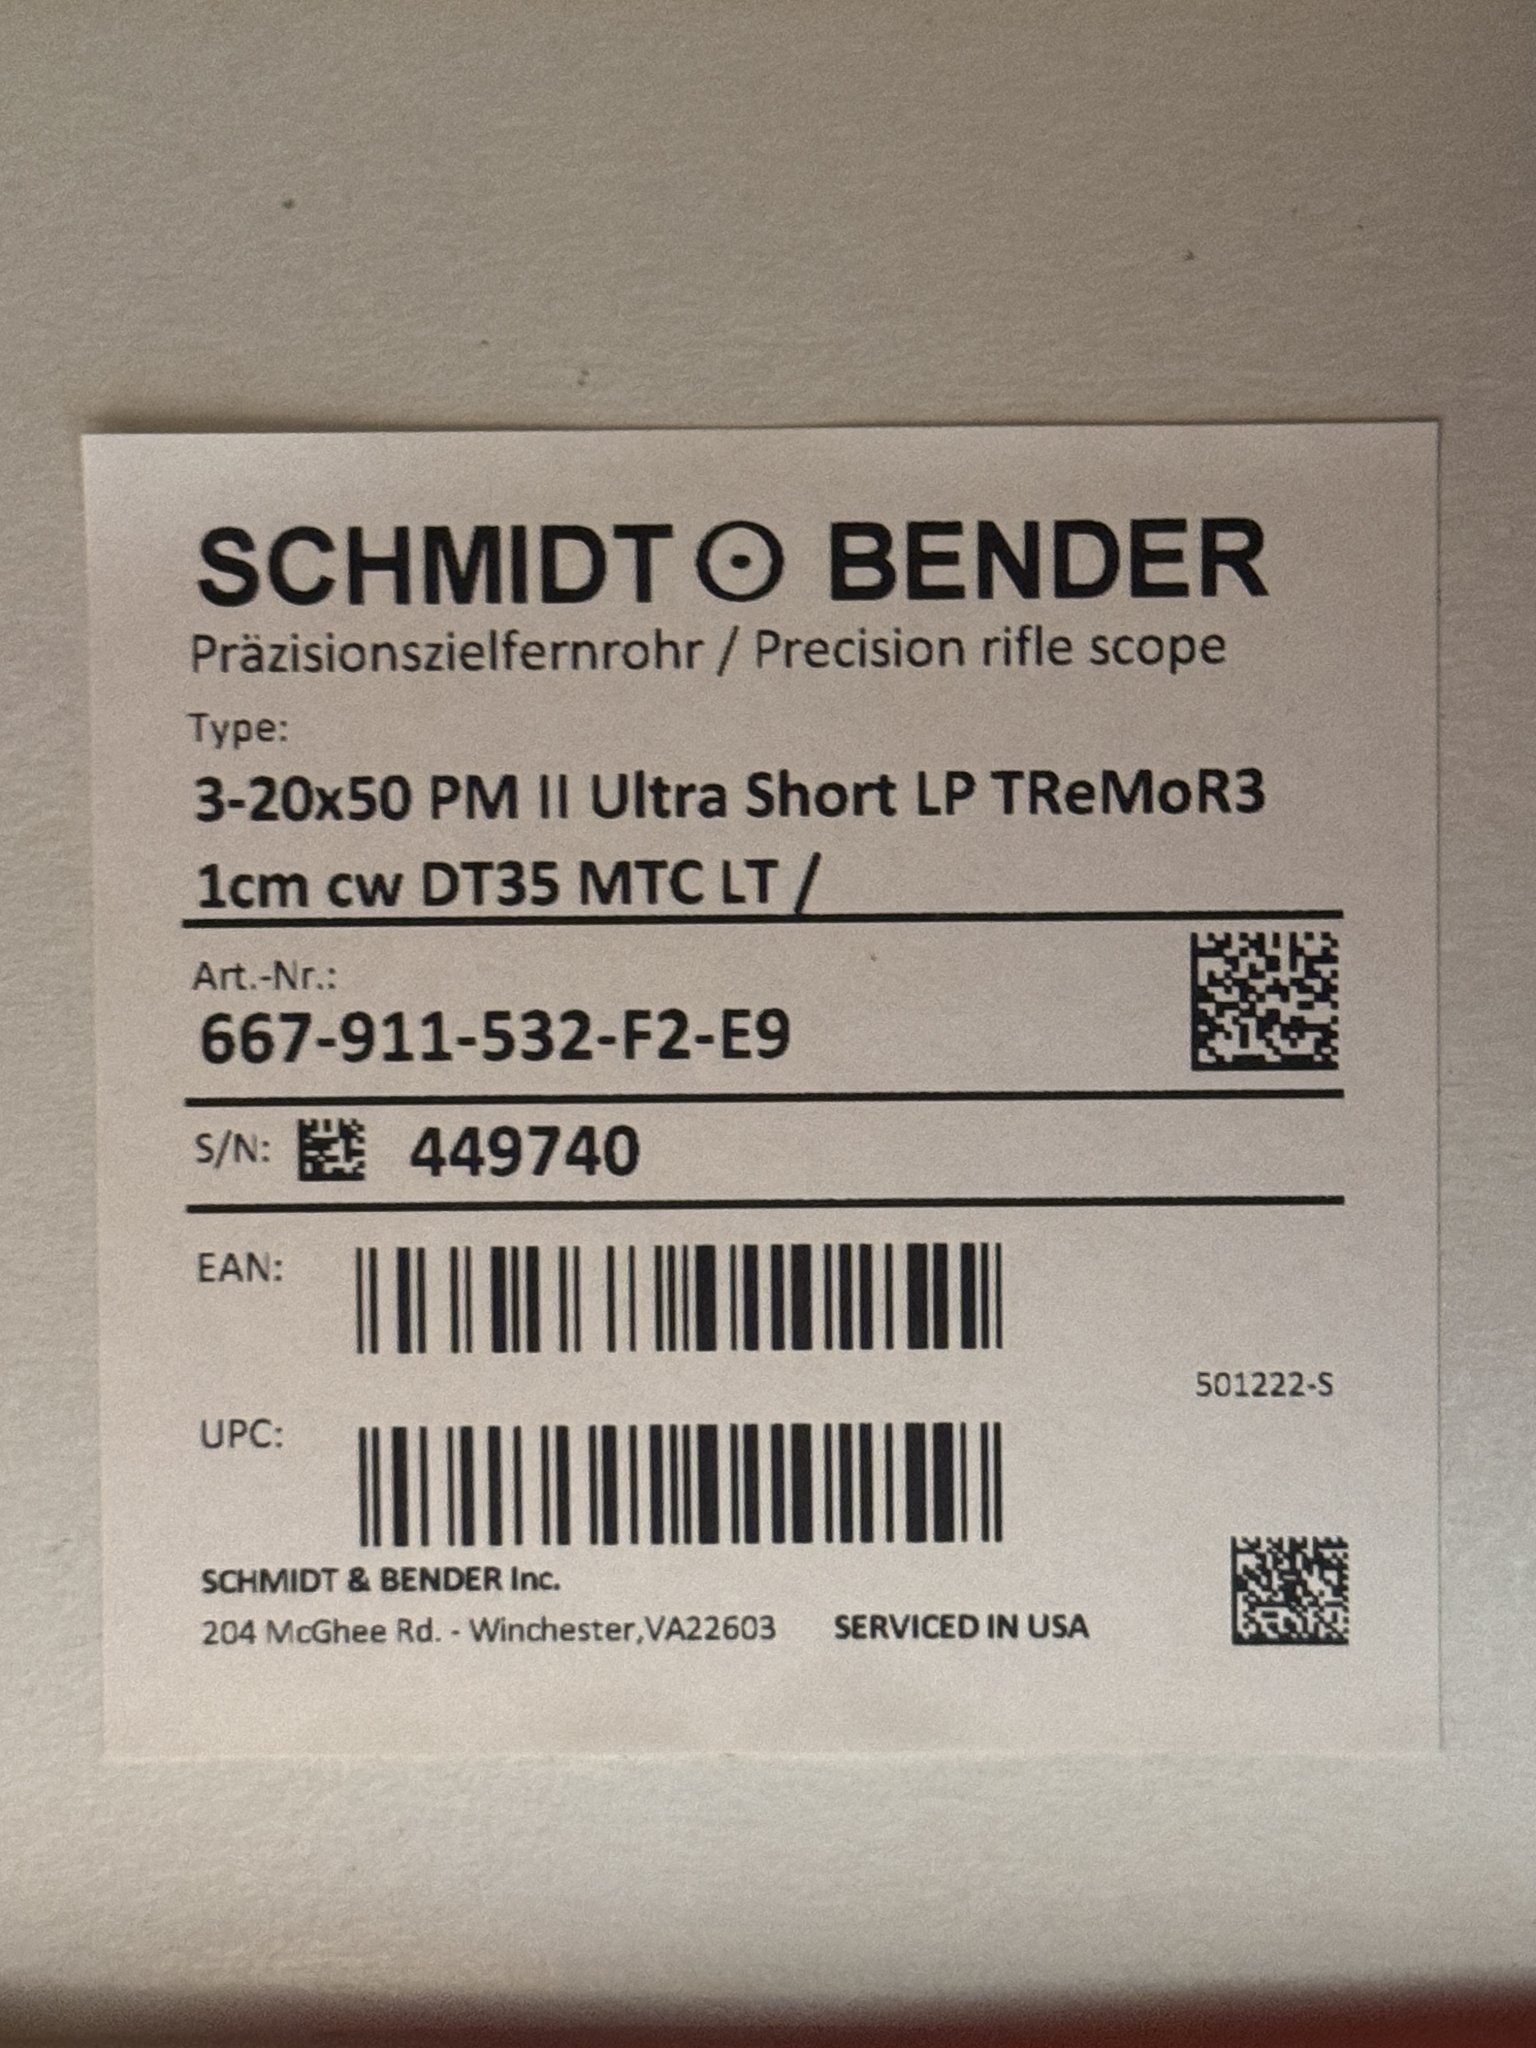 SCHMIDT BENDER
Präzisionszielfernrohr / Precision rifle scope
Type:
3-20x50 PM II Ultra Short LP TReMoR3
1cm cw DT35 MTC LT /
Art.-Nr.:
667-911-532-F2-E9
S/N: 449740
EAN:
501222-S
UPC:
SCHMIDT & BENDER Inc.
204 McGhee Rd. - Winchester,VA22603 SERVICED IN USA